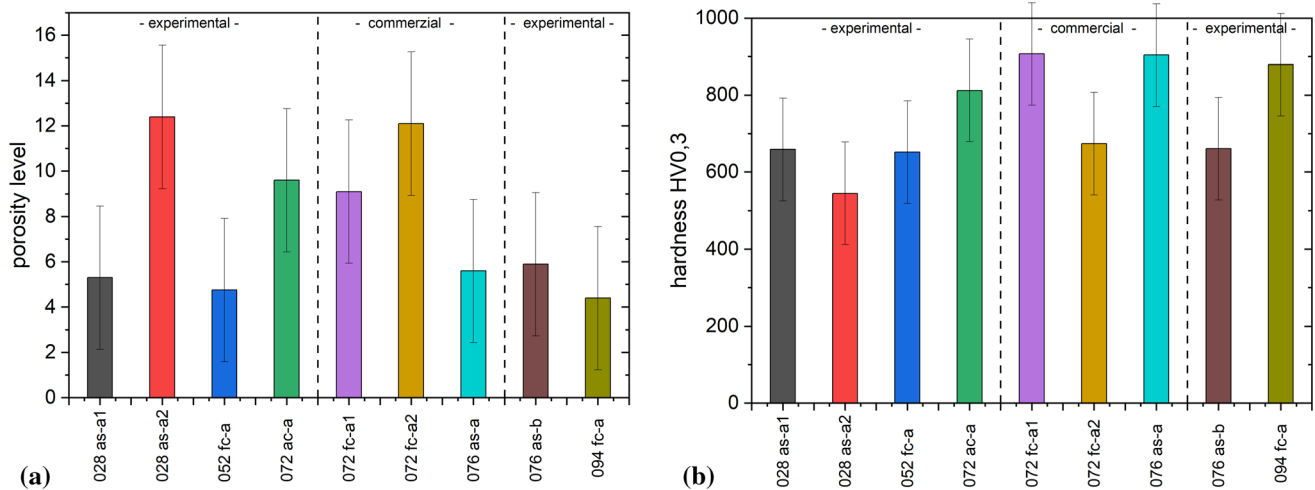 - experimental -
- commerzial -
- experimental -
porosity level
16
14
12
10
8
6
4
2
0
028 as-a1
028 as-a2
052 fc-a
072 ac-a
072 fc-a1
072 fc-a2
076 as-a
076 as-b
094 fc-a
(a)
- experimental -
- commercial -
- experimental -
hardness HV0,3
1000
800
600
400
200
0
028 as-a1
028 as-a2
052 fc-a
072 ac-a
072 fc-a1
072 fc-a2
076 as-a
076 as-b
094 fc-a
(b)